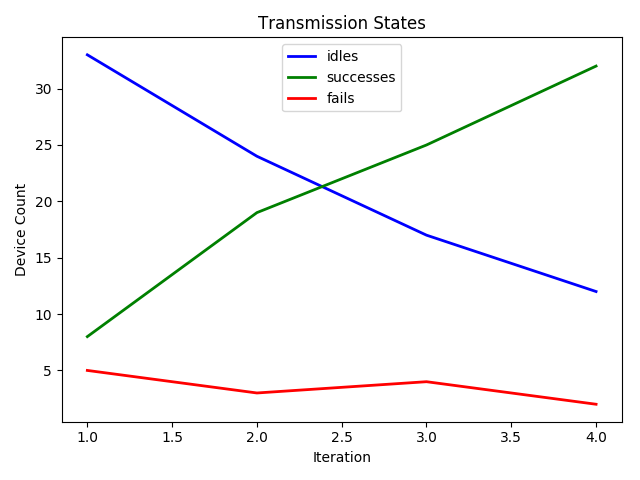 Transmission States
idles
successes
fails
Device Count
30
25
20
15
10
5
1.0 1.5 2.0 2.5 3.0 3.5 4.0
Iteration